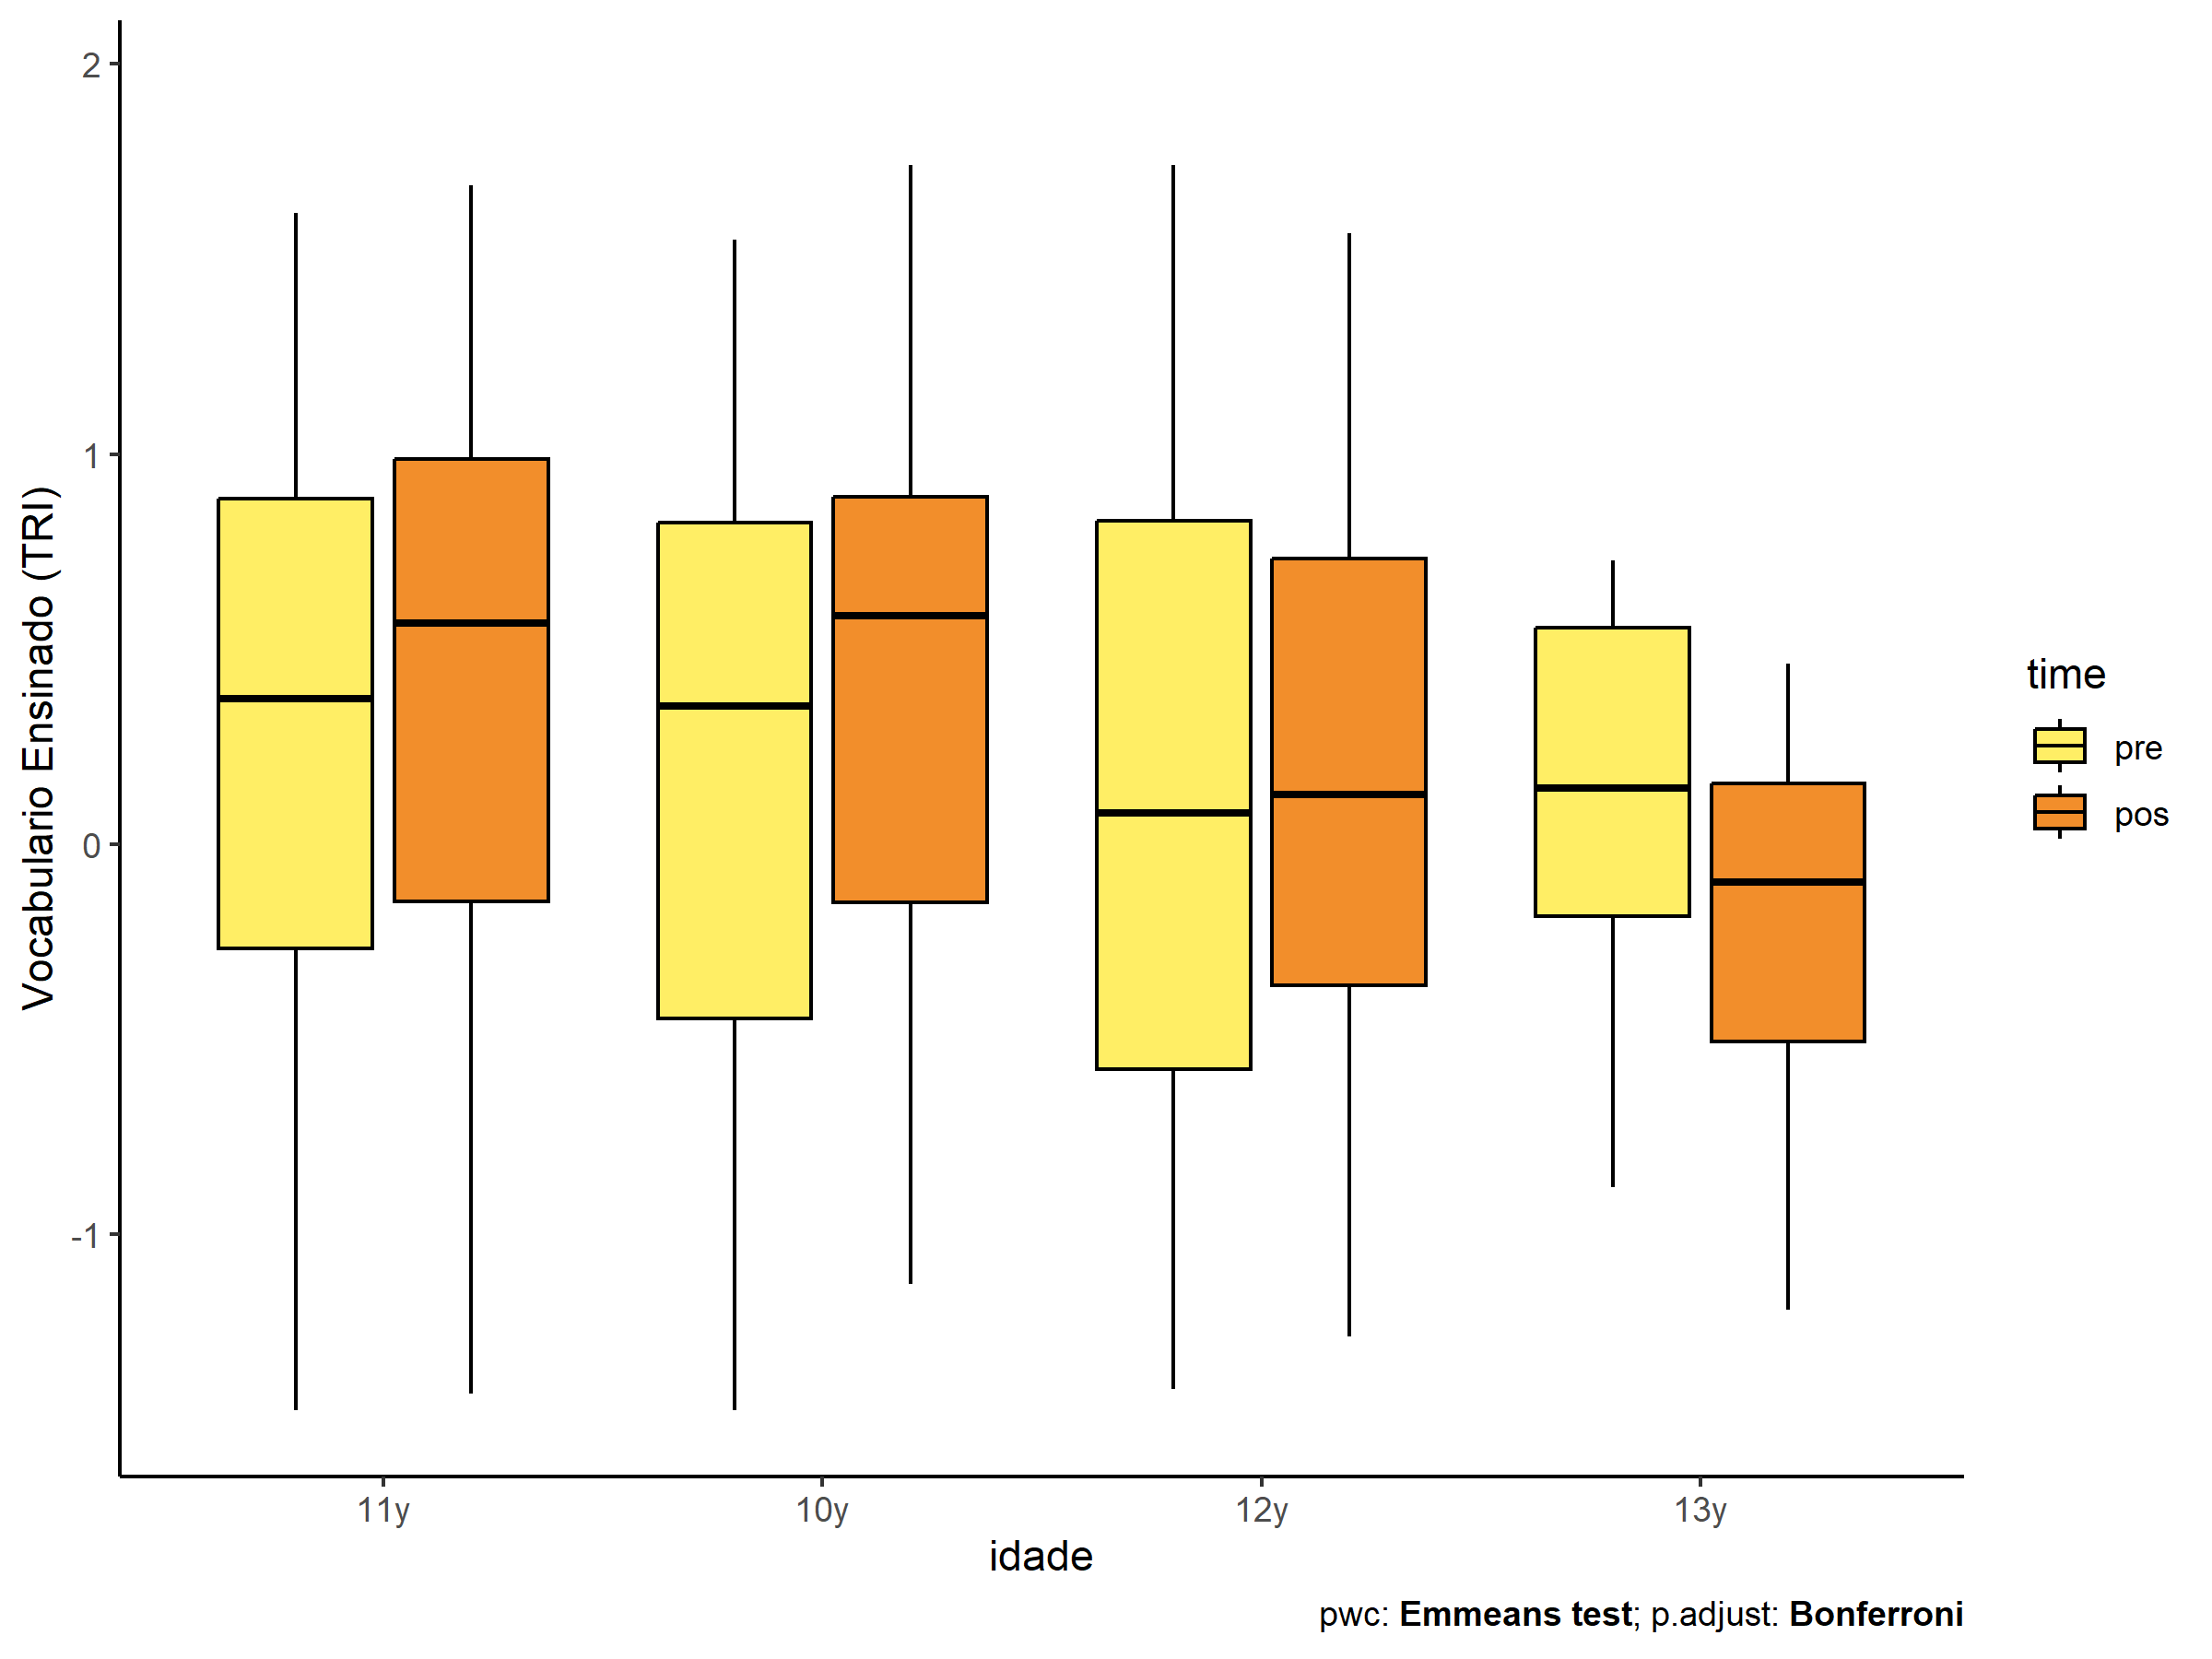 Vocabulario Ensinado (TRI)
2
1
0
-1
11y
10y
12y
13y
idade
time
pre
pos
pwc: Emmeans test; p.adjust: Bonferroni